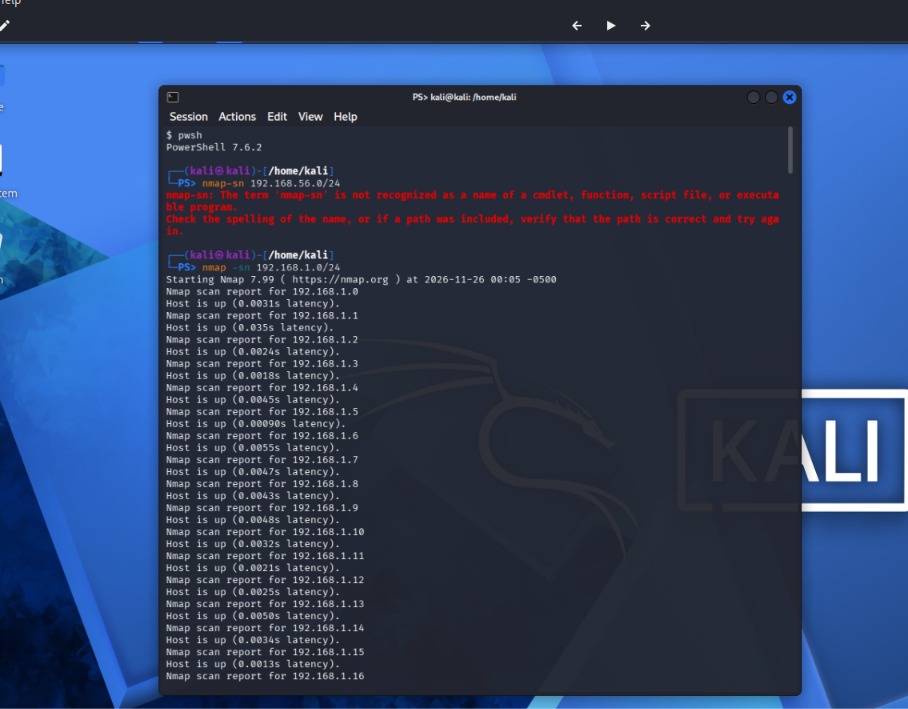 PS> kali@kali: /home/kali
Session Actions Edit View Help
$ pwsh
PowerShell 7.6.2
┌──(kali㉿kali)-[/home/kali]
└─PS> nmap-sn 192.168.56.0/24
nmap-sn: The term 'nmap-sn' is not recognized as a name of a cmdlet, function, script file, or executa
ble program.
Check the spelling of the name, or if a path was included, verify that the path is correct and try aga
in.
┌──(kali㉿kali)-[/home/kali]
└─PS> nmap -sn 192.168.1.0/24
Starting Nmap 7.99 ( https://nmap.org ) at 2026-11-26 00:05 -0500
Nmap scan report for 192.168.1.0
Host is up (0.0031s latency).
Nmap scan report for 192.168.1.1
Host is up (0.035s latency).
Nmap scan report for 192.168.1.2
Host is up (0.0024s latency).
Nmap scan report for 192.168.1.3
Host is up (0.0018s latency).
Nmap scan report for 192.168.1.4
Host is up (0.0045s latency).
Nmap scan report for 192.168.1.5
Host is up (0.00090s latency).
Nmap scan report for 192.168.1.6
Host is up (0.0055s latency).
Nmap scan report for 192.168.1.7
Host is up (0.0047s latency).
Nmap scan report for 192.168.1.8
Host is up (0.0043s latency).
Nmap scan report for 192.168.1.9
Host is up (0.0048s latency).
Nmap scan report for 192.168.1.10
Host is up (0.0032s latency).
Nmap scan report for 192.168.1.11
Host is up (0.0021s latency).
Nmap scan report for 192.168.1.12
Host is up (0.0025s latency).
Nmap scan report for 192.168.1.13
Host is up (0.0050s latency).
Nmap scan report for 192.168.1.14
Host is up (0.0034s latency).
Nmap scan report for 192.168.1.15
Host is up (0.0013s latency).
Nmap scan report for 192.168.1.16
KALI